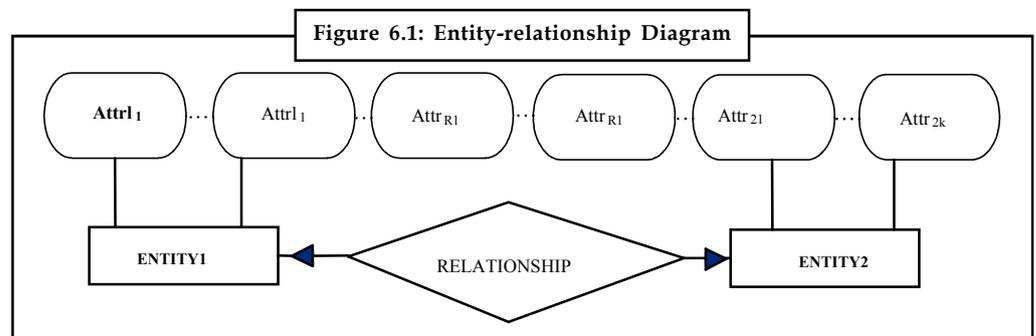 Figure 6.1: Entity-relationship Diagram
Attrl1 ... Attrl1 ... AttrR1 ... AttrR1 ... Attr21 ... Attr2k
ENTITY1 RELATIONSHIP ENTITY2